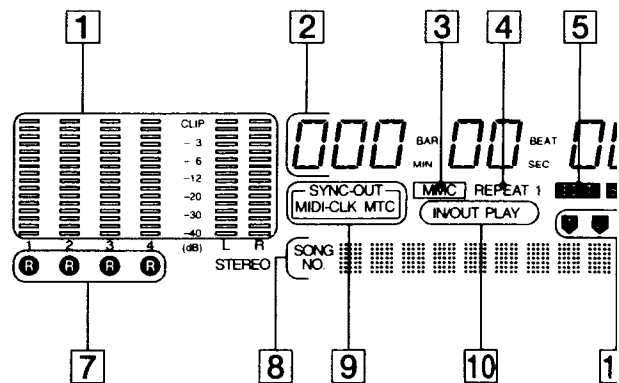 1 2 3 4 5
CLIP
- 3
- 6
-12
-20
-30
-40
(dB)
1 2 3 4
L R
STEREO
R R R R
000 BAR 00 BEAT
MIN SEC
SYNC-OUT
MIDI-CLK MTC
MMC REPEAT 1
IN/OUT PLAY
SONG
NO.
7 8 9 10